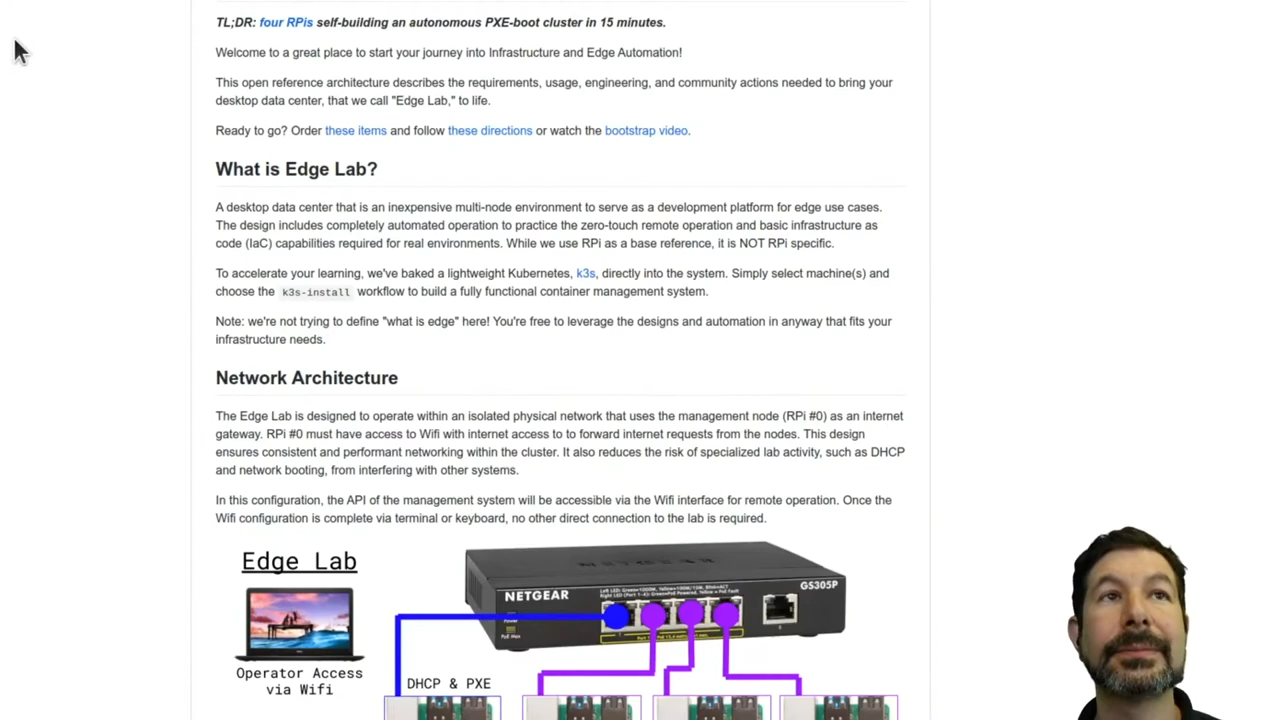 TL;DR: four RPis self-building an autonomous PXE-boot cluster in 15 minutes.
Welcome to a great place to start your journey into Infrastructure and Edge Automation!
This open reference architecture describes the requirements, usage, engineering, and community actions needed to bring your
desktop data center, that we call "Edge Lab," to life.
Ready to go? Order these items and follow these directions or watch the bootstrap video.
What is Edge Lab?
A desktop data center that is an inexpensive multi-node environment to serve as a development platform for edge use cases.
The design includes completely automated operation to practice the zero-touch remote operation and basic infrastructure as
code (IaC) capabilities required for real environments. While we use RPi as a base reference, it is NOT RPi specific.
To accelerate your learning, we've baked a lightweight Kubernetes, k3s, directly into the system. Simply select machine(s) and
choose the k3s-install workflow to build a fully functional container management system.
Note: we're not trying to define "what is edge" here! You're free to leverage the designs and automation in anyway that fits your
infrastructure needs.
Network Architecture
The Edge Lab is designed to operate within an isolated physical network that uses the management node (RPi #0) as an internet
gateway. RPi #0 must have access to Wifi with internet access to to forward internet requests from the nodes. This design
ensures consistent and performant networking within the cluster. It also reduces the risk of specialized lab activity, such as DHCP
and network booting, from interfering with other systems.
In this configuration, the API of the management system will be accessible via the Wifi interface for remote operation. Once the
Wifi configuration is complete via terminal or keyboard, no other direct connection to the lab is required.
Edge Lab
NETGEAR
NETGEAR
GS305P
Power
PoE Max
Operator Access
via Wifi
DHCP & PXE